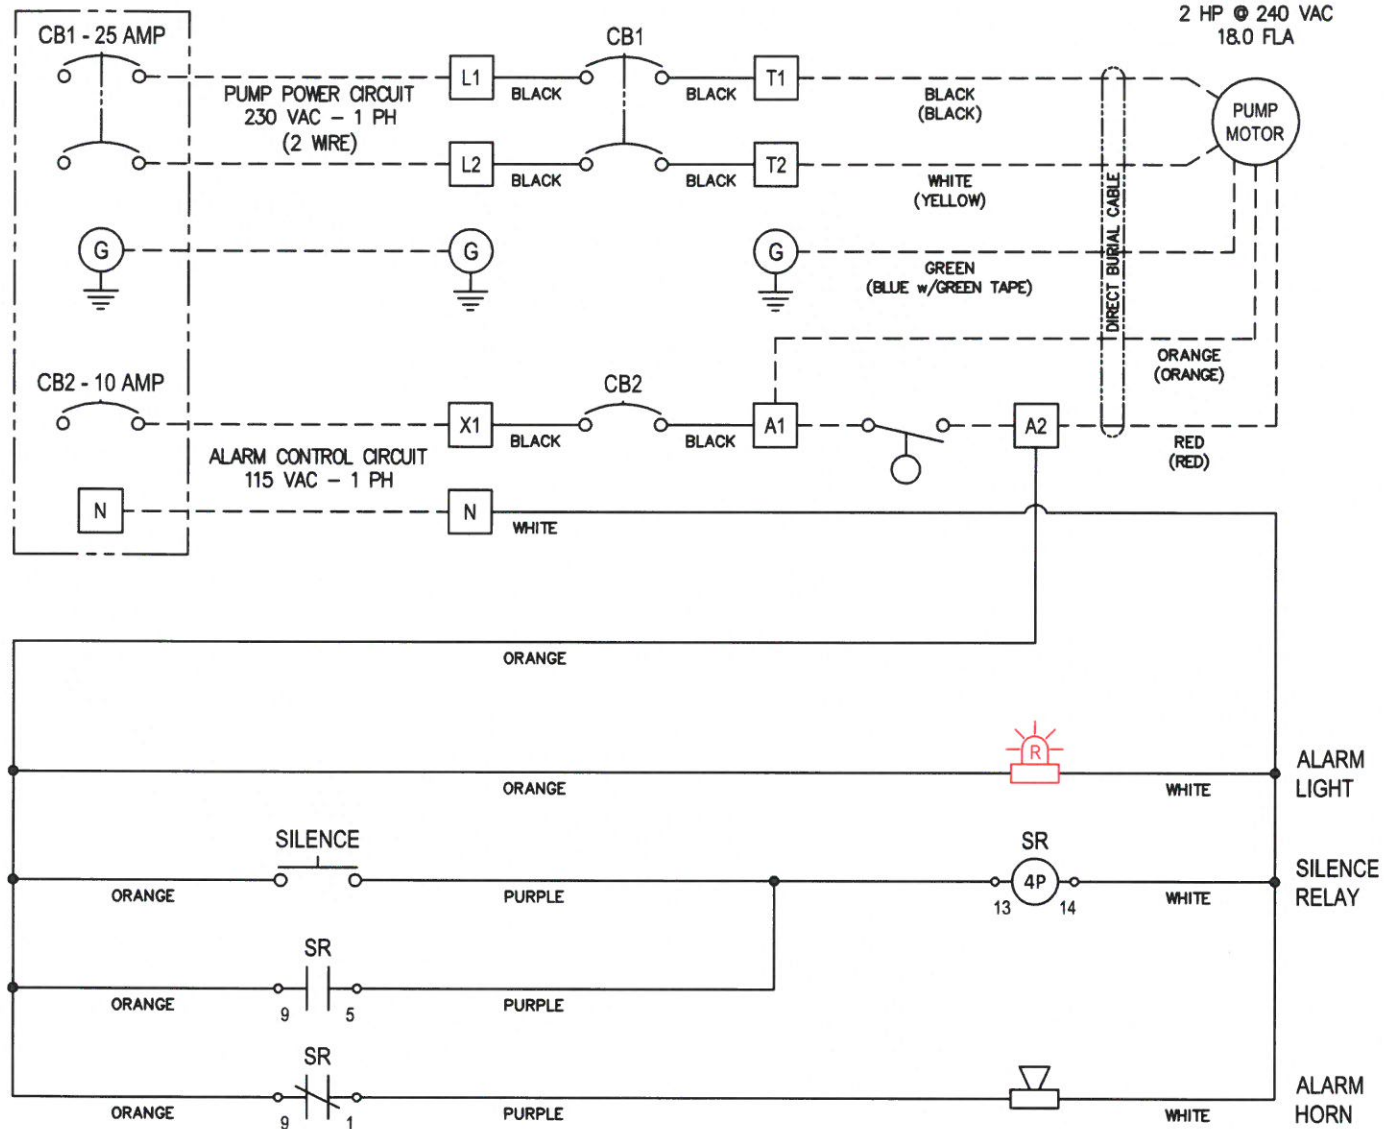 2 HP @ 240 VAC
18.0 FLA
CB1 - 25 AMP
CB1
L1
BLACK
BLACK
T1
BLACK
(BLACK)
PUMP
MOTOR
PUMP POWER CIRCUIT
230 VAC - 1 PH
(2 WIRE)
L2
BLACK
BLACK
T2
WHITE
(YELLOW)
DIRECT BURIAL CABLE
G
G
G
GREEN
(BLUE w/GREEN TAPE)
ORANGE
(ORANGE)
CB2 - 10 AMP
CB2
X1
BLACK
BLACK
A1
A2
RED
(RED)
ALARM CONTROL CIRCUIT
115 VAC - 1 PH
N
N
WHITE
ORANGE
R
ORANGE
WHITE
ALARM
LIGHT
SILENCE
ORANGE
PURPLE
SR
4P
13
14
WHITE
SILENCE
RELAY
SR
ORANGE
9
5
PURPLE
SR
ORANGE
9
1
PURPLE
WHITE
ALARM
HORN